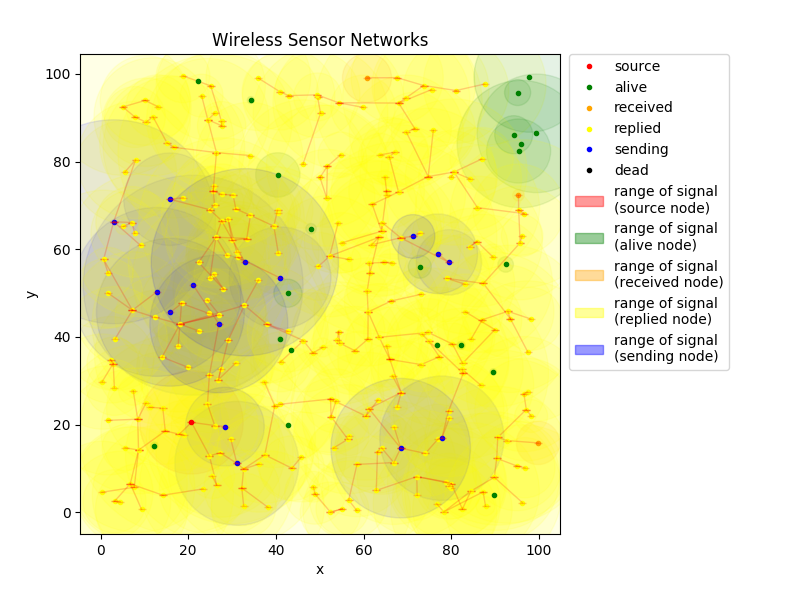 Wireless Sensor Networks
100
80
60
40
20
0
y
0
20
40
60
80
100
x
source
alive
received
replied
sending
dead
range of signal
(source node)
range of signal
(alive node)
range of signal
(received node)
range of signal
(replied node)
range of signal
(sending node)